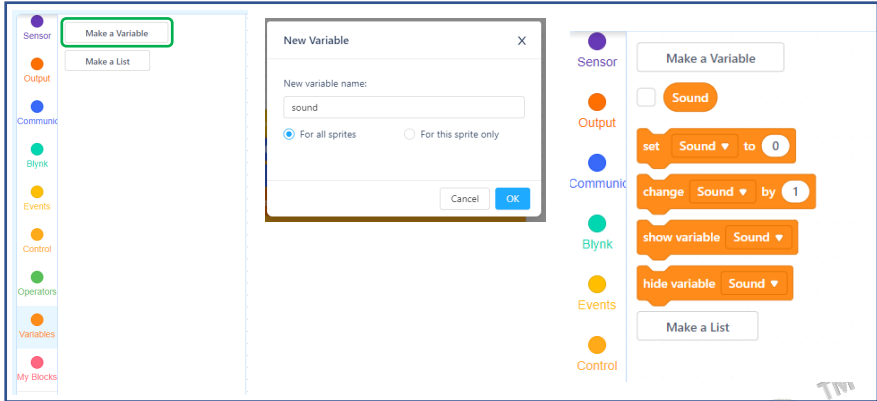 Sensor
Output
Communic
Blynk
Events
Control
Operators
Variables
My Blocks
Make a Variable
Make a List
New Variable X
New variable name:
sound
For all sprites For this sprite only
Cancel OK
Sensor
Output
Communic
Blynk
Events
Control
Make a Variable
Sound
set Sound ▼ to 0
change Sound ▼ by 1
show variable Sound ▼
hide variable Sound ▼
Make a List
TM